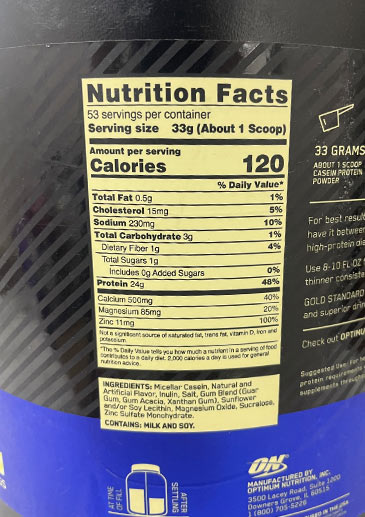 Nutrition Facts
53 servings per container
Serving size 33g (About 1 Scoop)
Amount per serving
Calories 120
% Daily Value*
Total Fat 0.5g 1%
Cholesterol 15mg 5%
Sodium 230mg 10%
Total Carbohydrate 3g 1%
Dietary Fiber 1g 4%
Total Sugars 1g
Includes 0g Added Sugars 0%
Protein 24g 48%
Calcium 500mg 40%
Magnesium 85mg 20%
Zinc 11mg 100%
Not a significant source of saturated fat, trans fat, vitamin D, iron and
potassium
*The % Daily Value tells you how much a nutrient in a serving of food
contributes to a daily diet. 2,000 calories a day is used for general
nutrition advice.
INGREDIENTS: Micellar Casein, Natural and
Artificial Flavor, Inulin, Salt, Gum Blend (Guar
Gum, Gum Acacia, Xanthan Gum), Sunflower
and/or Soy Lecithin, Magnesium Oxide, Sucralose,
Zinc Sulfate Monohydrate.
CONTAINS: MILK AND SOY.
33 GRAMS
ABOUT 1 SCOOP
CASEIN PROTEIN
POWDER
For best resul
have it between
high-protein die
Use 8-10 FL OZ
thinner consiste
GOLD STANDARD
and superior drin
Check out OPTIMU
Suggested Use: For he
protein requirements
supplements through
AT TIME
OF FILL
AFTER
SETTLING
ON
MANUFACTURED BY:
OPTIMUM NUTRITION, INC.
3500 Lacey Road, Suite 1200
Downers Grove, IL 60515
1 (800) 705-5226
USED IN THE USA